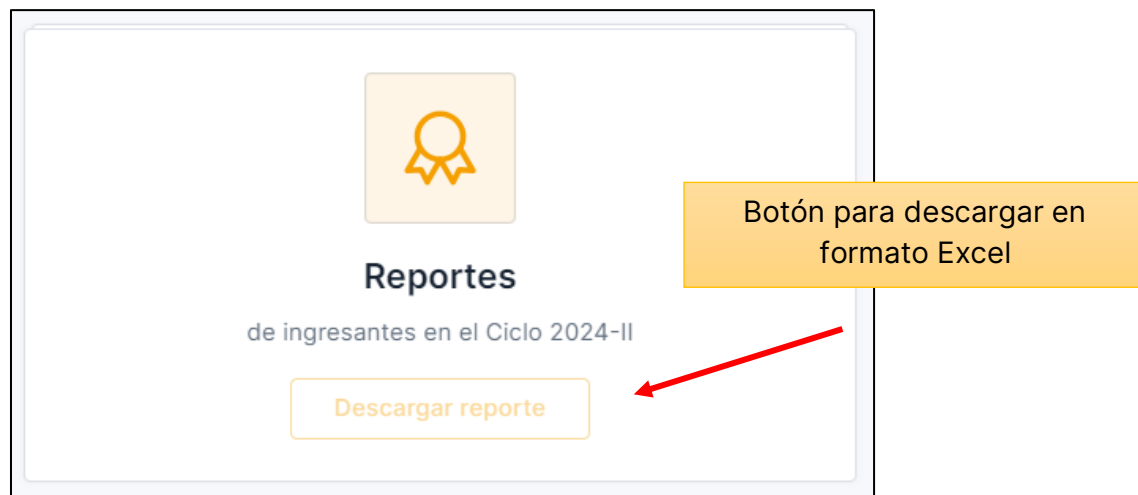 Reportes
de ingresantes en el Ciclo 2024-II
Descargar reporte
Botón para descargar en
formato Excel